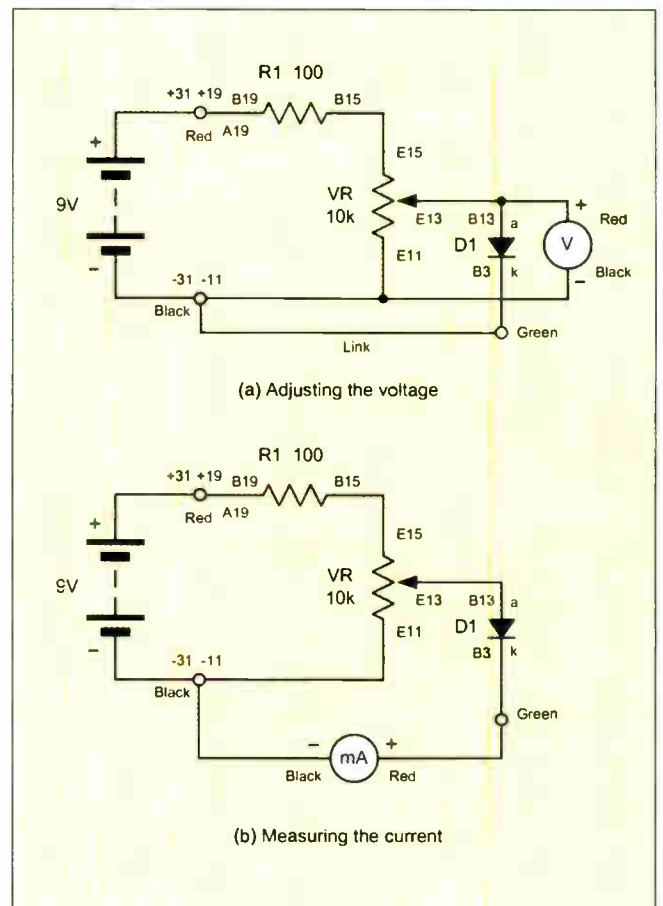 R1 100
+31 +19 B19 B15
Red A19
+
E15
9V
VR
10k
E13 B13 a
+
Red
D1
V
E11
B3 k
Black
-
-
-31 -11
Black
Green
Link
(a) Adjusting the voltage
R1 100
+31 +19 B19 B15
Red A19
+
E15
9V
VR
10k
E13 B13 a
D1
E11
B3 k
-
-31 -11
Black
Green
- mA +
Black Red
(b) Measuring the current